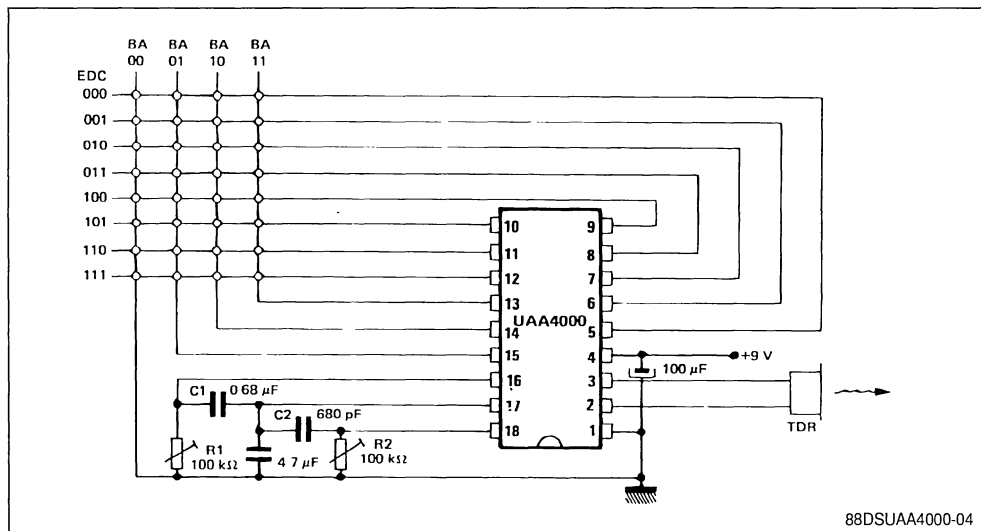 BA BA BA BA
00 01 10 11
EDC
000
001
010
011
100
101
110
111
10 9
11 8
12 7
13 6
UAA4000
14 5
15 4 +9 V
100 µF
16 3
C1 0 68 µF
17 2
C2 680 pF
TDR
18 1
R1
100 kΩ
4 7 µF
R2
100 kΩ
88DSUAA4000-04